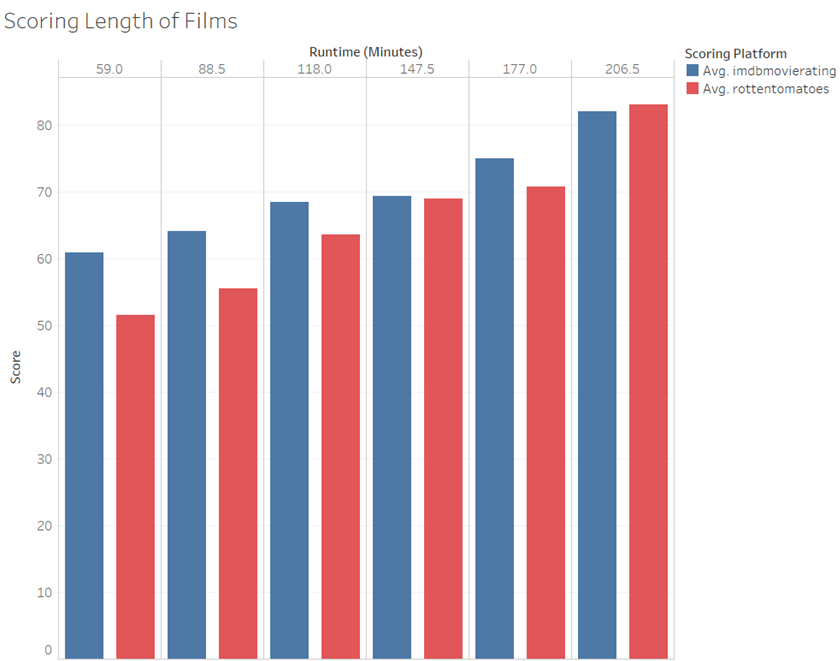 Scoring Length of Films
Runtime (Minutes)
59.0 88.5 118.0 147.5 177.0 206.5
Scoring Platform
Avg. imdbmovierating
Avg. rottentomatoes
80
70
60
50
40
30
20
10
0
Score